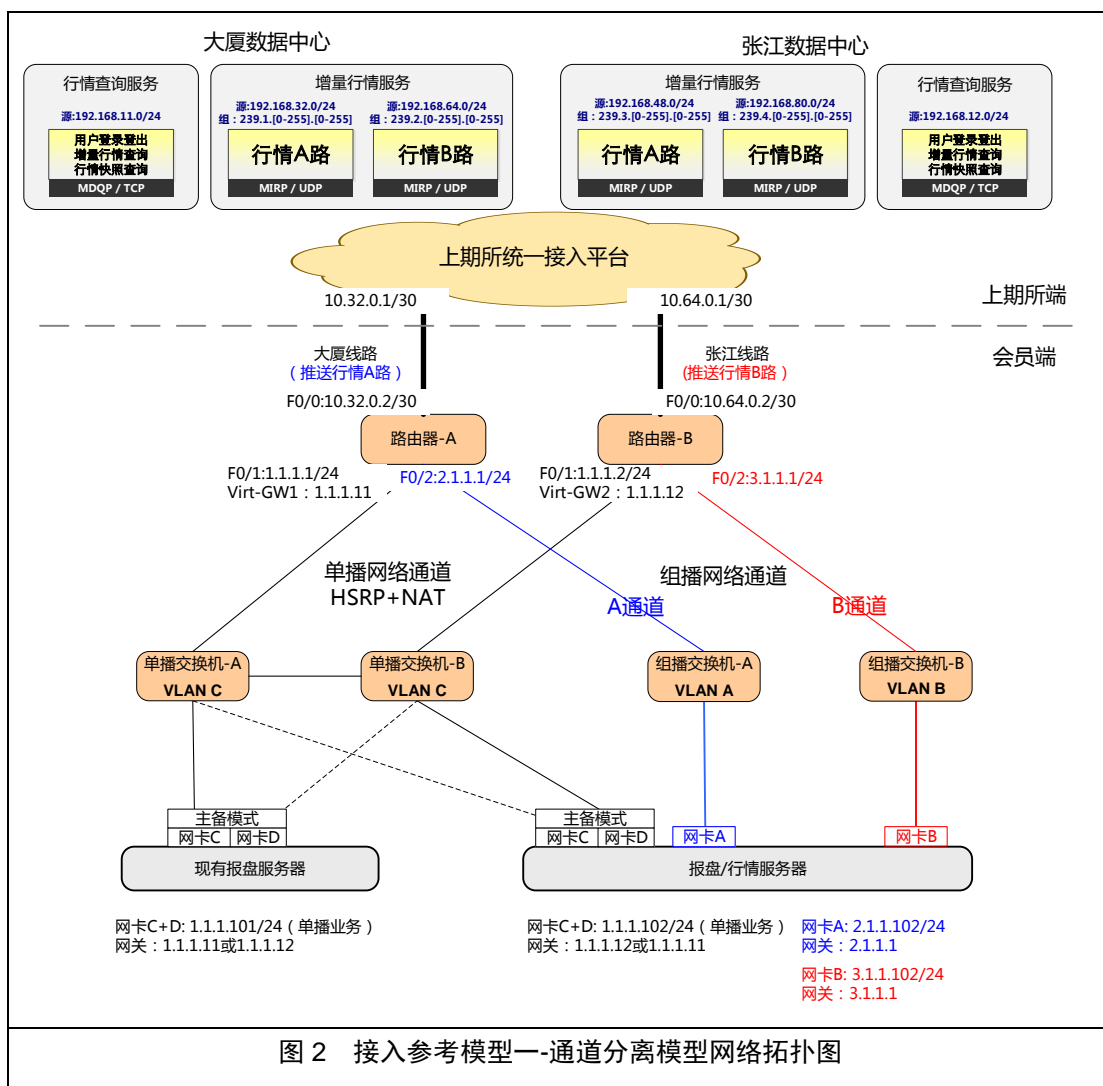 大厦数据中心
张江数据中心
行情查询服务
增量行情服务
增量行情服务
行情查询服务
源:192.168.11.0/24
源:192.168.32.0/24
组：239.1.[0-255].[0-255]
源:192.168.64.0/24
组：239.2.[0-255].[0-255]
源:192.168.48.0/24
组：239.3.[0-255].[0-255]
源:192.168.80.0/24
组：239.4.[0-255].[0-255]
源:192.168.12.0/24
用户登录登出
增量行情查询
行情快照查询
MDQP / TCP
行情A路
MIRP / UDP
行情B路
MIRP / UDP
行情A路
MIRP / UDP
行情B路
MIRP / UDP
用户登录登出
增量行情查询
行情快照查询
MDQP / TCP
上期所统一接入平台
10.32.0.1/30
10.64.0.1/30
上期所端
会员端
大厦线路
（推送行情A路）
张江线路
(推送行情B路）
F0/0:10.32.0.2/30
F0/0:10.64.0.2/30
路由器-A
路由器-B
F0/1:1.1.1.1/24
Virt-GW1：1.1.1.11
F0/2:2.1.1.1/24
F0/1:1.1.1.2/24
Virt-GW2：1.1.1.12
F0/2:3.1.1.1/24
单播网络通道
HSRP+NAT
组播网络通道
A通道
B通道
单播交换机-A
VLAN C
单播交换机-B
VLAN C
组播交换机-A
VLAN A
组播交换机-B
VLAN B
主备模式
网卡C
网卡D
主备模式
网卡C
网卡D
网卡A
网卡B
现有报盘服务器
报盘/行情服务器
网卡C+D: 1.1.1.101/24（单播业务）
网关：1.1.1.11或1.1.1.12
网卡C+D: 1.1.1.102/24（单播业务）
网关：1.1.1.12或1.1.1.11
网卡A: 2.1.1.102/24
网关：2.1.1.1
网卡B: 3.1.1.102/24
网关：3.1.1.1
图 2 接入参考模型一-通道分离模型网络拓扑图